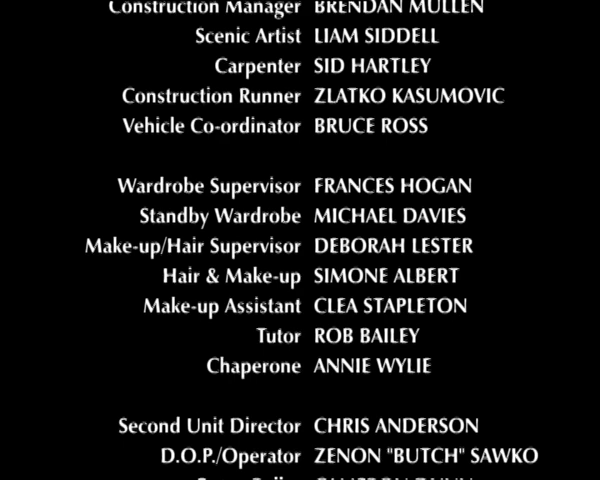 Construction Manager BRENDAN MULLEN
Scenic Artist LIAM SIDDELL
Carpenter SID HARTLEY
Construction Runner ZLATKO KASUMOVIC
Vehicle Co-ordinator BRUCE ROSS
Wardrobe Supervisor FRANCES HOGAN
Standby Wardrobe MICHAEL DAVIES
Make-up/Hair Supervisor DEBORAH LESTER
Hair & Make-up SIMONE ALBERT
Make-up Assistant CLEA STAPLETON
Tutor ROB BAILEY
Chaperone ANNIE WYLIE
Second Unit Director CHRIS ANDERSON
D.O.P./Operator ZENON "BUTCH" SAWKO